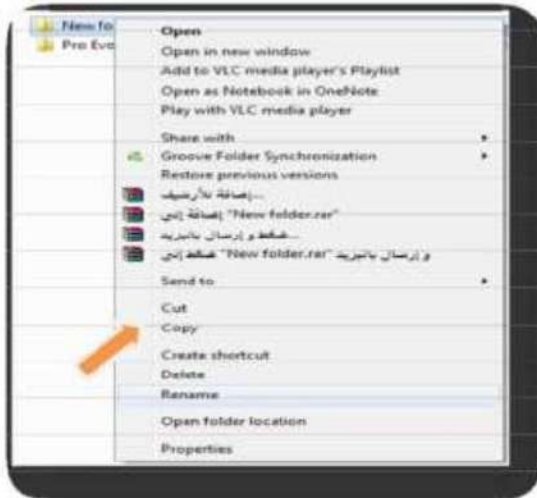 New fo
Pro Evo
Open
Open in new window
Add to VLC media player's Playlist
Open as Notebook in OneNote
Play with VLC media player
Share with
Groove Folder Synchronization
Restore previous versions
إضافة للأرشيف...
إضافة إلى "New folder.rar"
ضغط و إرسال بالبريد...
ضغط إلى "New folder.rar" و إرسال بالبريد
Send to
Cut
Copy
Create shortcut
Delete
Rename
Open folder location
Properties